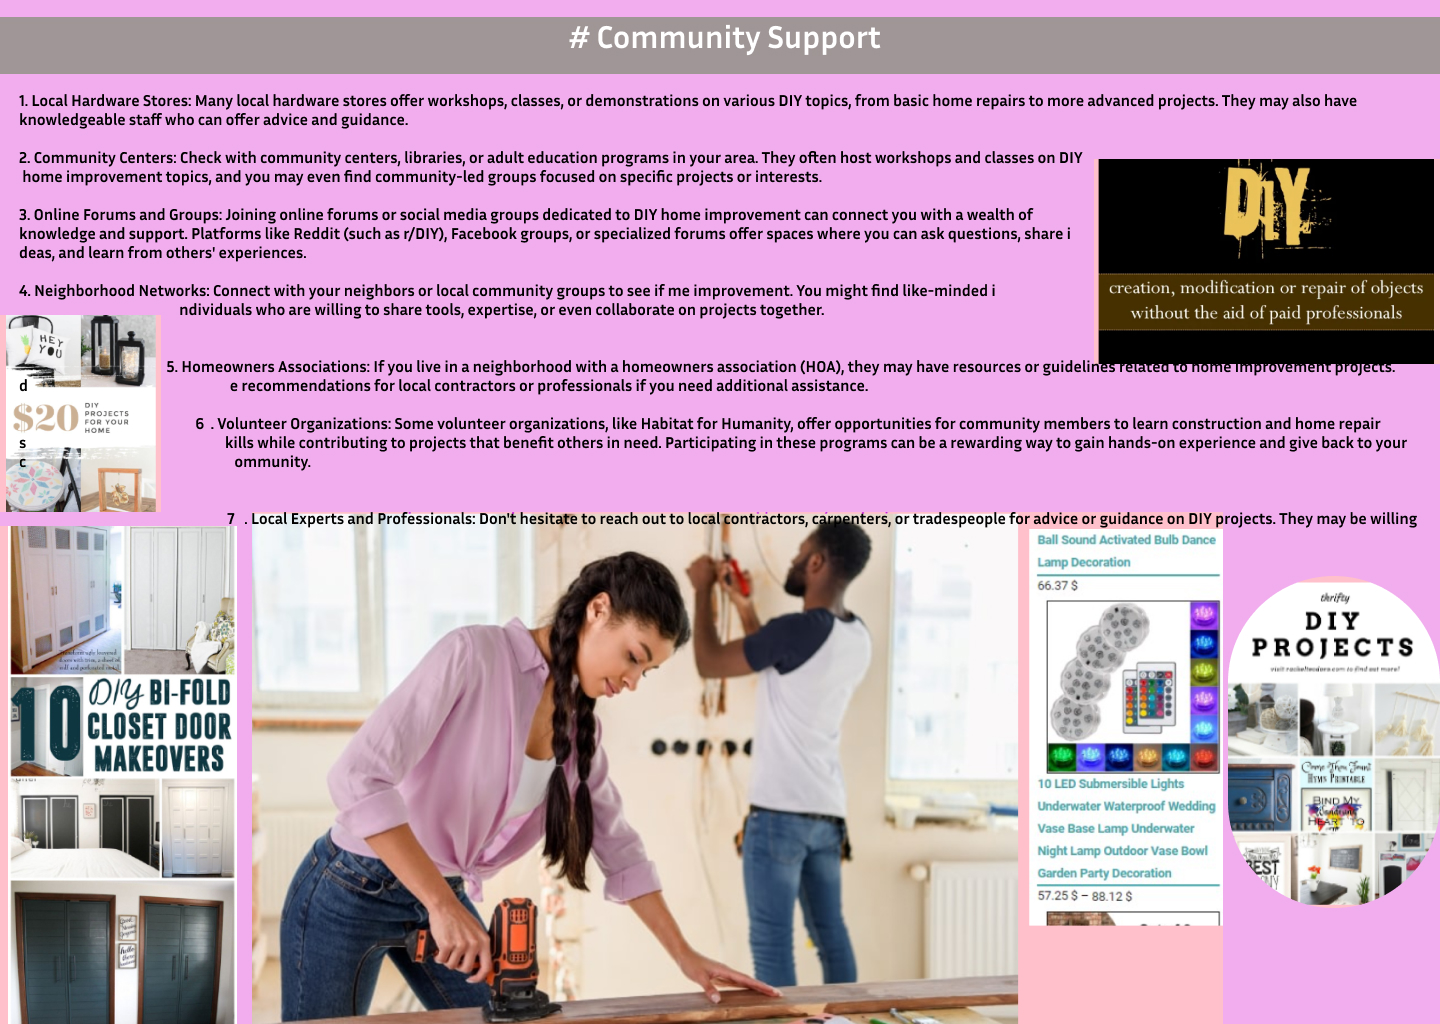 # Community Support
1. Local Hardware Stores: Many local hardware stores offer workshops, classes, or demonstrations on various DIY topics, from basic home repairs to more advanced projects. They may also have
knowledgeable staff who can offer advice and guidance.
2. Community Centers: Check with community centers, libraries, or adult education programs in your area. They often host workshops and classes on DIY
home improvement topics, and you may even find community-led groups focused on specific projects or interests.
3. Online Forums and Groups: Joining online forums or social media groups dedicated to DIY home improvement can connect you with a wealth of
knowledge and support. Platforms like Reddit (such as r/DIY), Facebook groups, or specialized forums offer spaces where you can ask questions, share i
deas, and learn from others' experiences.
4. Neighborhood Networks: Connect with your neighbors or local community groups to see if me improvement. You might find like-minded i
ndividuals who are willing to share tools, expertise, or even collaborate on projects together.
DIY
creation, modification or repair of objects
without the aid of paid professionals
5. Homeowners Associations: If you live in a neighborhood with a homeowners association (HOA), they may have resources or guidelines related to home improvement projects.
d e recommendations for local contractors or professionals if you need additional assistance.
6 . Volunteer Organizations: Some volunteer organizations, like Habitat for Humanity, offer opportunities for community members to learn construction and home repair
s kills while contributing to projects that benefit others in need. Participating in these programs can be a rewarding way to gain hands-on experience and give back to your
c ommunity.
7 . Local Experts and Professionals: Don't hesitate to reach out to local contractors, carpenters, or tradespeople for advice or guidance on DIY projects. They may be willing
HEY
YOU
$20
DIY
PROJECTS
FOR YOUR
HOME
10 DIY BI-FOLD
CLOSET DOOR
MAKEOVERS
Ball Sound Activated Bulb Dance
Lamp Decoration
66.37 $
10 LED Submersible Lights
Underwater Waterproof Wedding
Vase Base Lamp Underwater
Night Lamp Outdoor Vase Bowl
Garden Party Decoration
57.25 $ – 88.12 $
thrifty
DIY
PROJECTS
visit rachelteodoro.com to find out more!
Come Thou Fount
HYMN PRINTABLE
BIND MY
Wandering
HEART TO
BEST